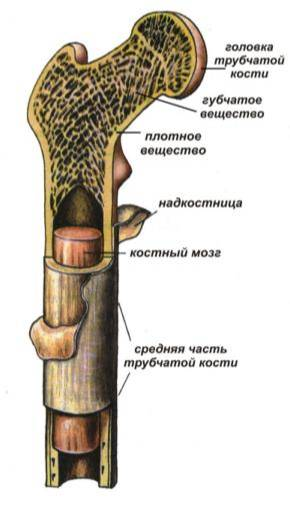 головка
трубчатой
кости
губчатое
вещество
плотное
вещество
надкостница
костный мозг
средняя часть
трубчатой кости